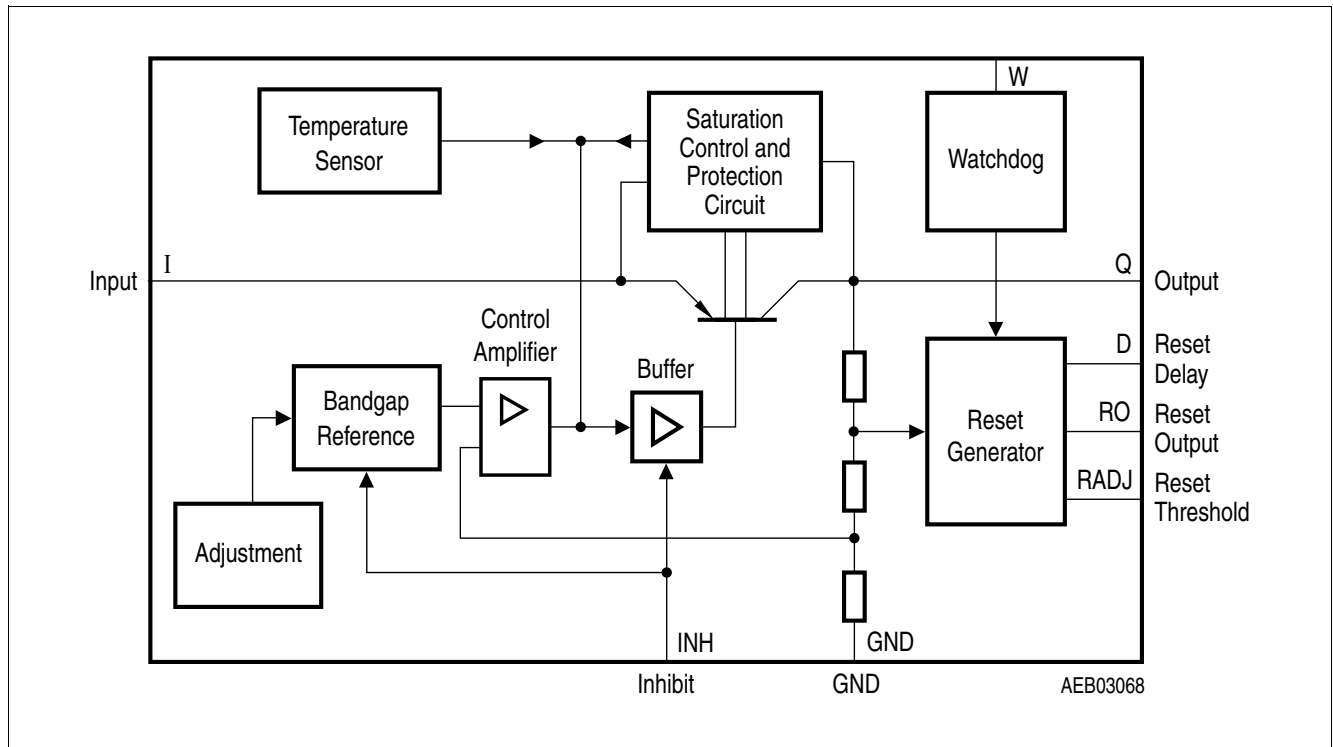 W
Temperature
Sensor
Saturation
Control and
Protection
Circuit
Watchdog
I
Q
Input
Output
Control
Amplifier
Buffer
D
Reset
Delay
Bandgap
Reference
Reset
Generator
RO
Reset
Output
RADJ
Reset
Threshold
Adjustment
INH
GND
Inhibit
GND
AEB03068